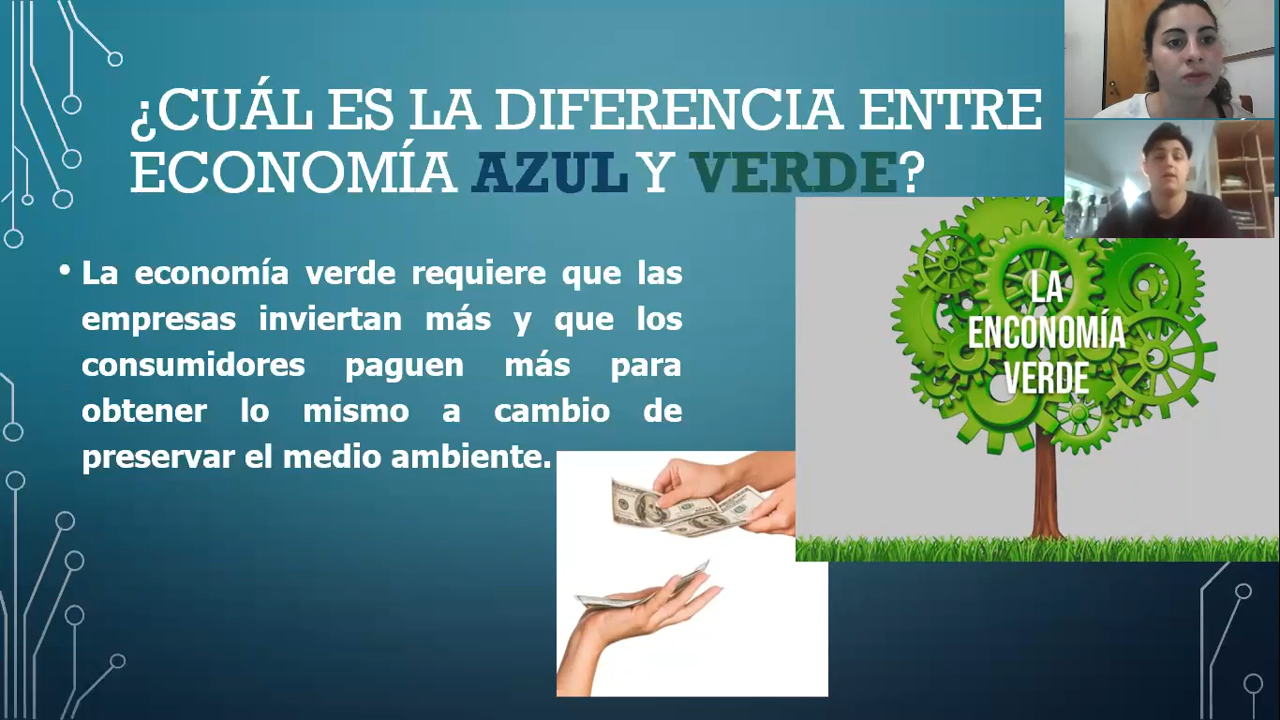 ¿CUÁL ES LA DIFERENCIA ENTRE
ECONOMÍA AZUL Y VERDE?
• La economía verde requiere que las
empresas inviertan más y que los
consumidores paguen más para
obtener lo mismo a cambio de
preservar el medio ambiente.
LA
ENCONOMÍA
VERDE